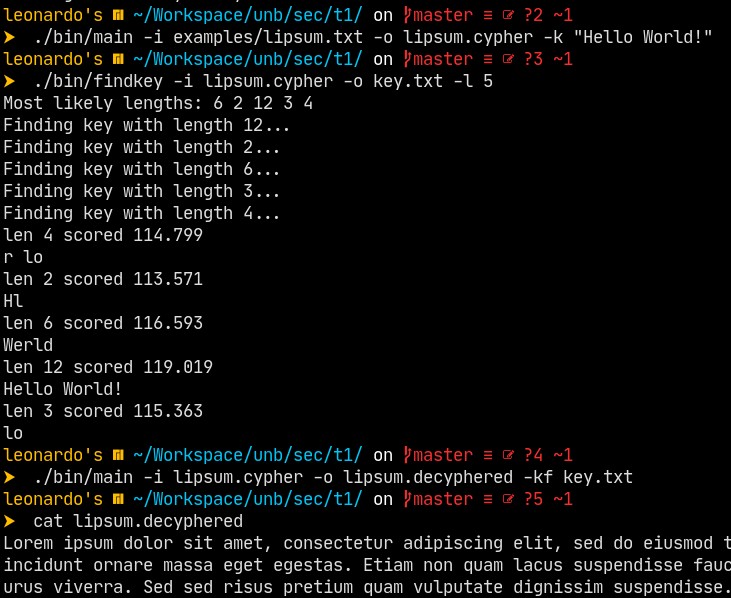 leonardo's ~/Workspace/unb/sec/t1/ on master ≡ ?2 ~1
➤ ./bin/main -i examples/lipsum.txt -o lipsum.cypher -k "Hello World!"
leonardo's ~/Workspace/unb/sec/t1/ on master ≡ ?3 ~1
➤ ./bin/findkey -i lipsum.cypher -o key.txt -l 5
Most likely lengths: 6 2 12 3 4
Finding key with length 12...
Finding key with length 2...
Finding key with length 6...
Finding key with length 3...
Finding key with length 4...
len 4 scored 114.799
r lo
len 2 scored 113.571
Hl
len 6 scored 116.593
Werld
len 12 scored 119.019
Hello World!
len 3 scored 115.363
lo
leonardo's ~/Workspace/unb/sec/t1/ on master ≡ ?4 ~1
➤ ./bin/main -i lipsum.cypher -o lipsum.decyphered -kf key.txt
leonardo's ~/Workspace/unb/sec/t1/ on master ≡ ?5 ~1
➤ cat lipsum.decyphered
Lorem ipsum dolor sit amet, consectetur adipiscing elit, sed do eiusmod t
incidunt ornare massa eget egestas. Etiam non quam lacus suspendisse fauc
urus viverra. Sed sed risus pretium quam vulputate dignissim suspendisse.